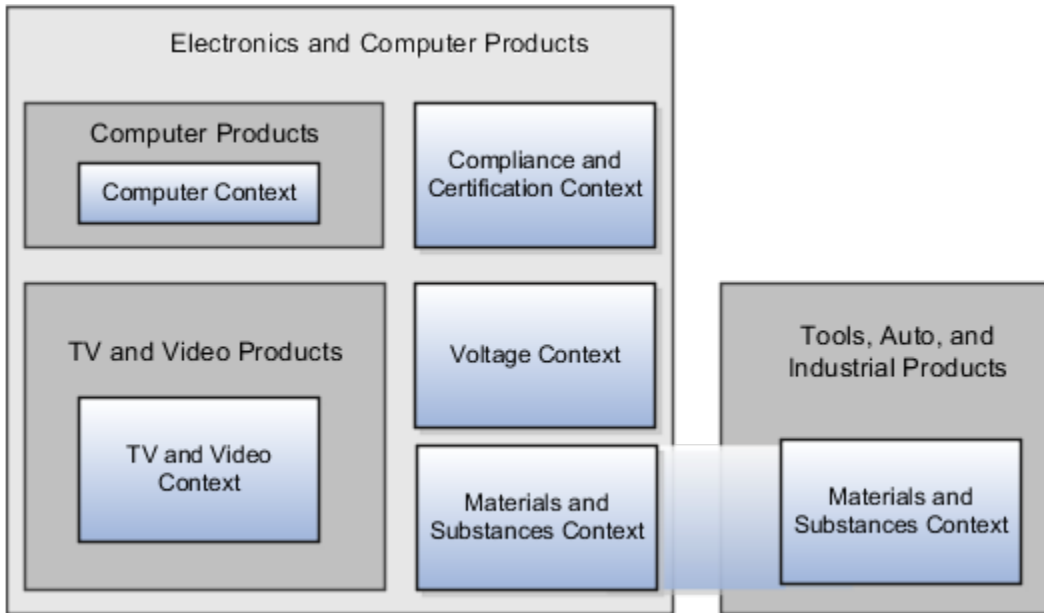 Electronics and Computer Products
Computer Products
Computer Context
Compliance and
Certification Context
TV and Video Products
TV and Video
Context
Voltage Context
Materials and
Substances Context
Tools, Auto, and
Industrial Products
Materials and
Substances Context